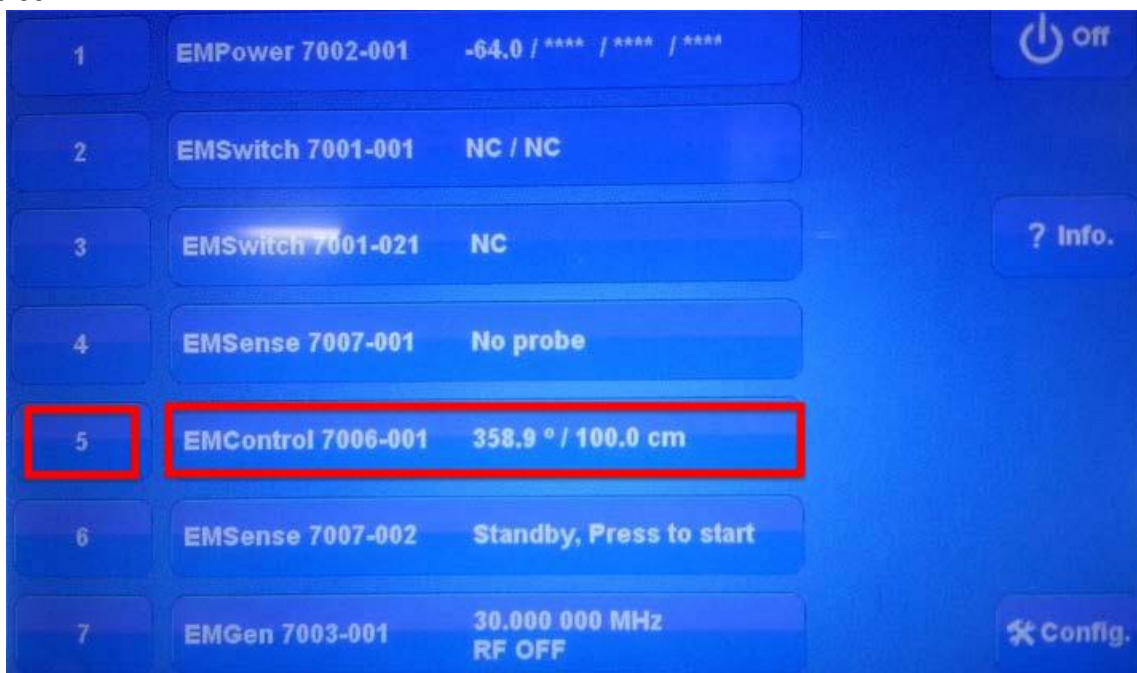 1 EMPower 7002-001 -64.0 / **** / **** / ****
Off
2 EMSwitch 7001-001 NC / NC
3 EMSwitch 7001-021 NC
? Info.
4 EMSense 7007-001 No probe
5 EMControl 7006-001 358.9 º / 100.0 cm
6 EMSense 7007-002 Standby, Press to start
7 EMGen 7003-001 30.000 000 MHz
RF OFF
Config.